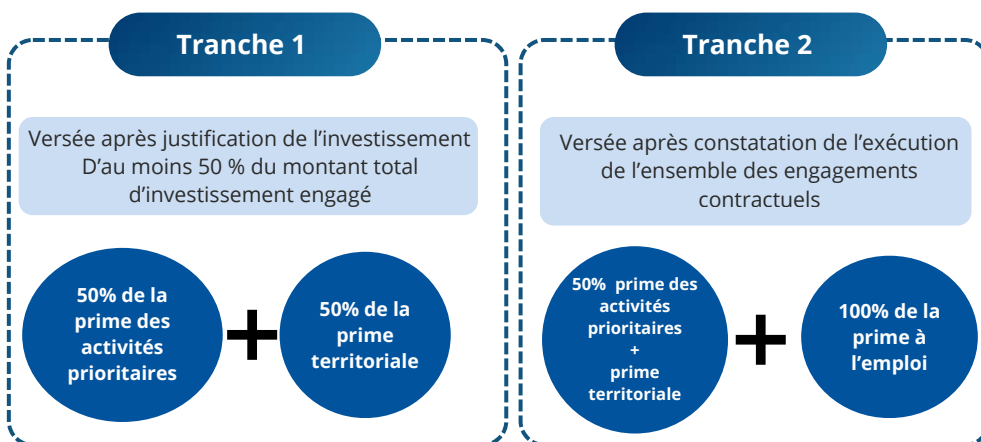 Tranche 1
Versée après justification de l’investissement
D’au moins 50 % du montant total
d’investissement engagé
50% de la
prime des
activités
prioritaires
+
50% de la
prime
territoriale
Tranche 2
Versée après constatation de l’exécution
de l’ensemble des engagements
contractuels
50% prime des
activités
prioritaires
+
prime
territoriale
+
100% de la
prime à
l’emploi